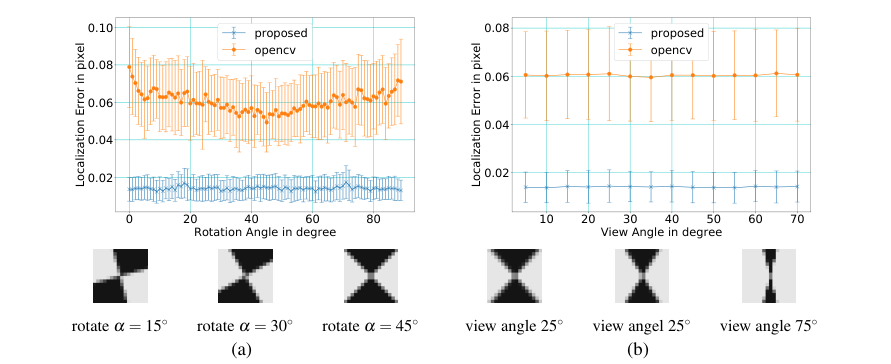 proposed
opencv
0.10
0.08
0.06
0.04
0.02
Localization Error in pixel
0 20 40 60 80
Rotation Angle in degree
proposed
opencv
0.08
0.06
0.04
0.02
Localization Error in pixel
10 20 30 40 50 60 70
View Angle in degree
rotate α = 15° rotate α = 30° rotate α = 45°
(a)
view angle 25° view angel 25° view angle 75°
(b)